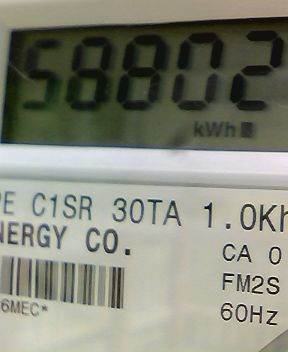 58802
kWh
PE C1SR 30TA 1.0Kh
NERGY CO.
CA 0
FM2S
6MEC*
60Hz